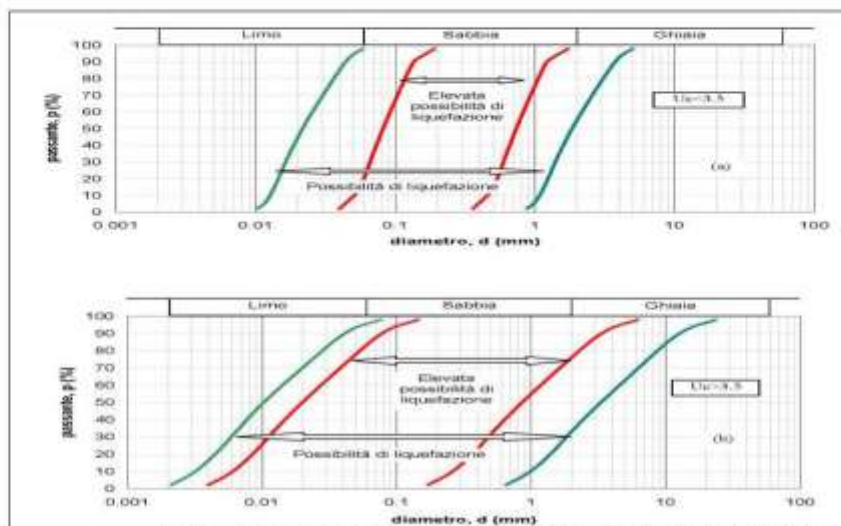 Limo Sabbia Ghiaia
100
90
80
70
60
50
40
30
20
10
0
passante, p (%)
Elevata
possibilità di
liquefazione
Uc<3.5
(a)
Possibilità di liquefazione
0.001 0.01 0.1 1 10 100
diametro, d (mm)
Limo Sabbia Ghiaia
100
90
80
70
60
50
40
30
20
10
0
passante, p (%)
Elevata
possibilità di
liquefazione
Uc>3.5
(b)
Possibilità di liquefazione
0.001 0.01 0.1 1 10 100
diametro, d (mm)